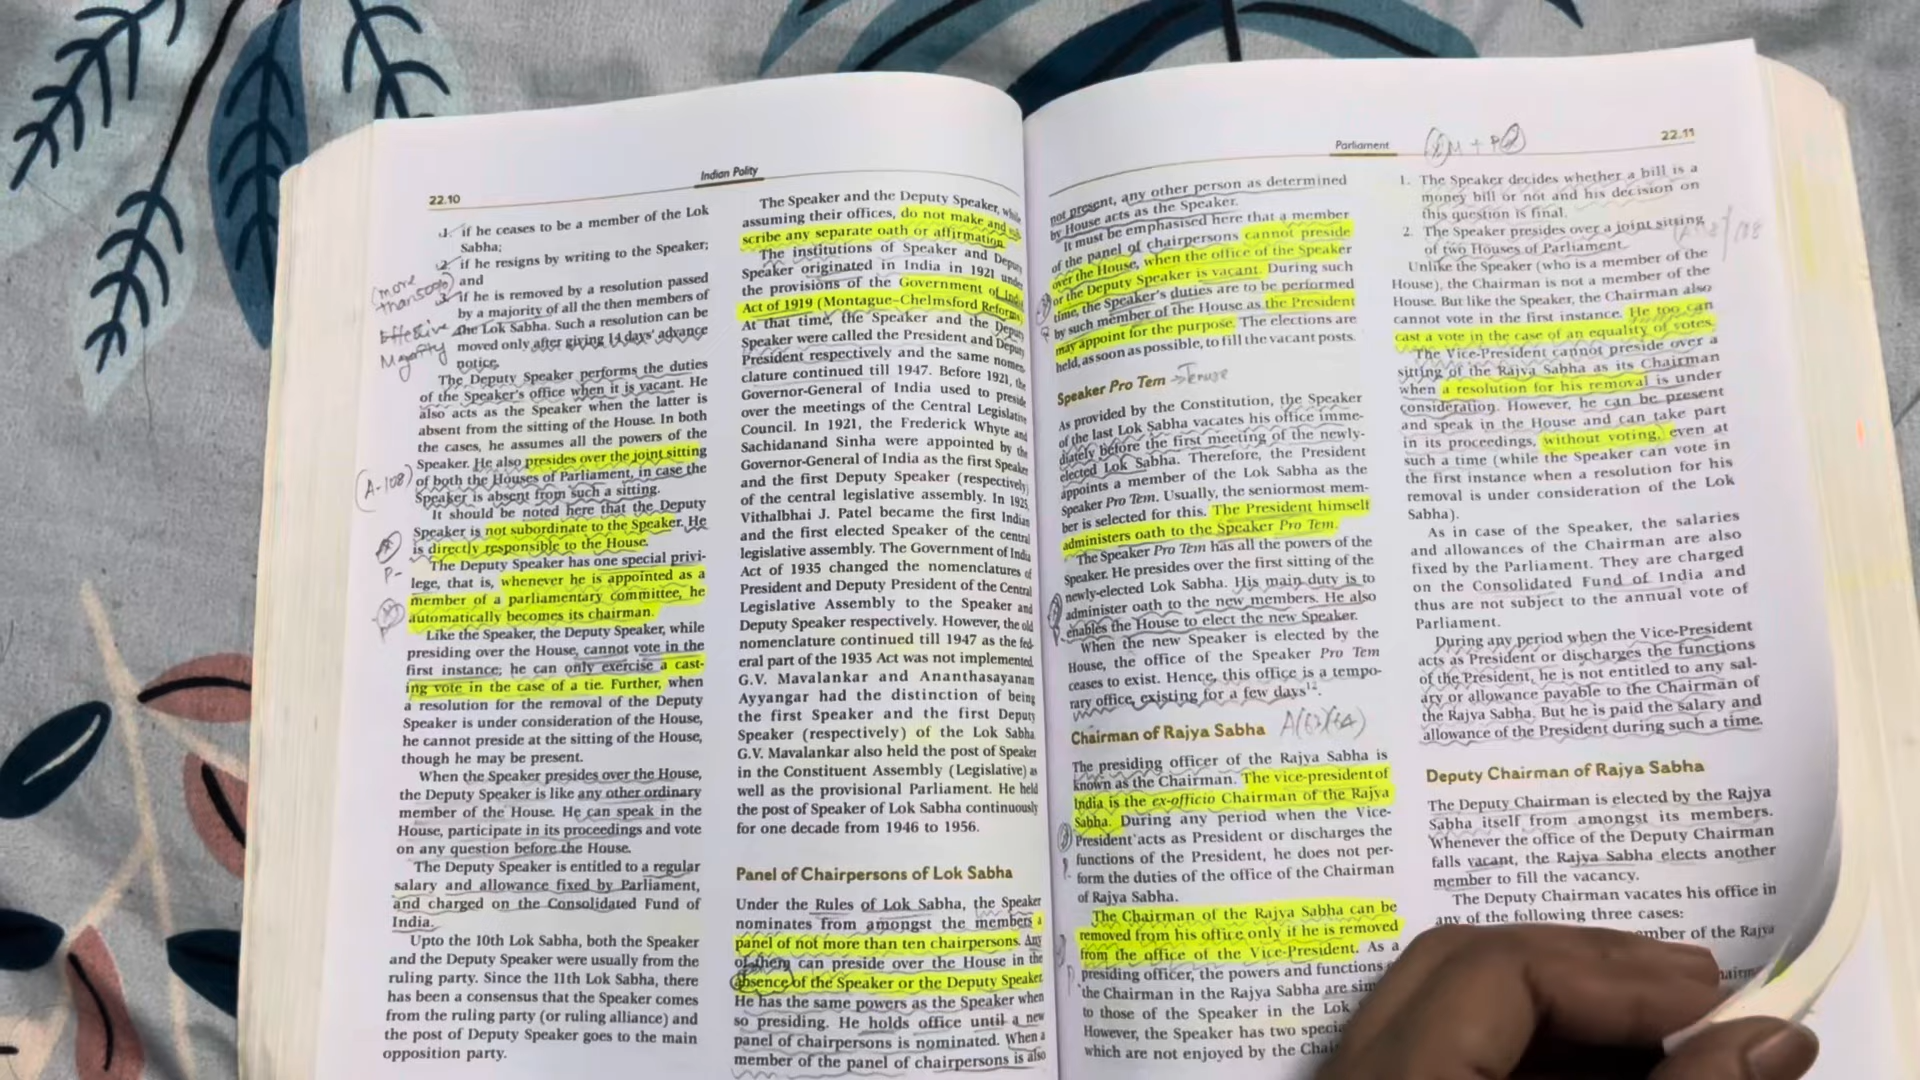 22.10
Indian Polity
1. if he ceases to be a member of the Lok
Sabha;
2. if he resigns by writing to the Speaker;
and
3. if he is removed by a resolution passed
by a majority of all the then members of
the Lok Sabha. Such a resolution can be
moved only after giving 14 days' advance
notice.
(more
than 50%)
Effective
Majority
The Deputy Speaker performs the duties
of the Speaker's office when it is vacant. He
also acts as the Speaker when the latter is
absent from the sitting of the House. In both
the cases, he assumes all the powers of the
Speaker. He also presides over the joint sitting
of both the Houses of Parliament, in case the
Speaker is absent from such a sitting.
(A-108)
It should be noted here that the Deputy
Speaker is not subordinate to the Speaker. He
is directly responsible to the House.
P-
The Deputy Speaker has one special privi-
lege, that is, whenever he is appointed as a
member of a parliamentary committee, he
automatically becomes its chairman.
Like the Speaker, the Deputy Speaker, while
presiding over the House, cannot vote in the
first instance; he can only exercise a cast-
ing vote in the case of a tie. Further, when
a resolution for the removal of the Deputy
Speaker is under consideration of the House,
he cannot preside at the sitting of the House,
though he may be present.
When the Speaker presides over the House,
the Deputy Speaker is like any other ordinary
member of the House. He can speak in the
House, participate in its proceedings and vote
on any question before the House.
The Deputy Speaker is entitled to a regular
salary and allowance fixed by Parliament,
and charged on the Consolidated Fund of
India.
Upto the 10th Lok Sabha, both the Speaker
and the Deputy Speaker were usually from the
ruling party. Since the 11th Lok Sabha, there
has been a consensus that the Speaker comes
from the ruling party (or ruling alliance) and
the post of Deputy Speaker goes to the main
opposition party.
The Speaker and the Deputy Speaker, while
assuming their offices, do not make and
scribe any separate oath or affirmation.
The institutions of Speaker and Deputy
Speaker originated in India in 1921 under
the provisions of the Government of India
Act of 1919 (Montague–Chelmsford Reforms).
At that time, the Speaker and the Deputy
Speaker were called the President and Deputy
President respectively and the same nomen-
clature continued till 1947. Before 1921, the
Governor-General of India used to preside
over the meetings of the Central Legislative
Council. In 1921, the Frederick Whyte and
Sachidanand Sinha were appointed by the
Governor-General of India as the first Speaker
and the first Deputy Speaker (respectively)
of the central legislative assembly. In 1925,
Vithalbhai J. Patel became the first Indian
and the first elected Speaker of the central
legislative assembly. The Government of India
Act of 1935 changed the nomenclatures of
President and Deputy President of the Central
Legislative Assembly to the Speaker and
Deputy Speaker respectively. However, the old
nomenclature continued till 1947 as the fed-
eral part of the 1935 Act was not implemented.
G.V. Mavalankar and Ananthasayanam
Ayyangar had the distinction of being
the first Speaker and the first Deputy
Speaker (respectively) of the Lok Sabha.
G.V. Mavalankar also held the post of Speaker
in the Constituent Assembly (Legislative) as
well as the provisional Parliament. He held
the post of Speaker of Lok Sabha continuously
for one decade from 1946 to 1956.
Panel of Chairpersons of Lok Sabha
Under the Rules of Lok Sabha, the Speaker
nominates from amongst the members a
panel of not more than ten chairpersons. Any
of them can preside over the House in the
absence of the Speaker or the Deputy Speaker.
He has the same powers as the Speaker when
so presiding. He holds office until a new
panel of chairpersons is nominated. When a
member of the panel of chairpersons is also
Parliament
22.11
not present, any other person as determined
by House acts as the Speaker.
It must be emphasised here that a member
of the panel of chairpersons cannot preside
over the House, when the office of the Speaker
or the Deputy Speaker is vacant. During such
time, the Speaker's duties are to be performed
by such member of the House as the President
may appoint for the purpose. The elections are
held, as soon as possible, to fill the vacant posts.
Speaker Pro Tem
As provided by the Constitution, the Speaker
of the last Lok Sabha vacates his office imme-
diately before the first meeting of the newly-
elected Lok Sabha. Therefore, the President
appoints a member of the Lok Sabha as the
Speaker Pro Tem. Usually, the seniormost mem-
ber is selected for this. The President himself
administers oath to the Speaker Pro Tem.
The Speaker Pro Tem has all the powers of the
Speaker. He presides over the first sitting of the
newly-elected Lok Sabha. His main duty is to
administer oath to the new members. He also
enables the House to elect the new Speaker.
When the new Speaker is elected by the
House, the office of the Speaker Pro Tem
ceases to exist. Hence, this office is a tempo-
rary office, existing for a few days12.
Chairman of Rajya Sabha
The presiding officer of the Rajya Sabha is
known as the Chairman. The vice-president of
India is the ex-officio Chairman of the Rajya
Sabha. During any period when the Vice-
President acts as President or discharges the
functions of the President, he does not per-
form the duties of the office of the Chairman
of Rajya Sabha.
The Chairman of the Rajya Sabha can be
removed from his office only if he is removed
from the office of the Vice-President. As a
presiding officer, the powers and functions
the Chairman in the Rajya Sabha are
to those of the Speaker in the Lok
However, the Speaker has two
which are not enjoyed by the
1. The Speaker decides whether a bill is a
money bill or not and his decision on
this question is final.
2. The Speaker presides over a joint sitting
of two Houses of Parliament.
Unlike the Speaker (who is a member of the
House), the Chairman is not a member of the
House. But like the Speaker, the Chairman also
cannot vote in the first instance. He too can
cast a vote in the case of an equality of votes.
The Vice-President cannot preside over a
sitting of the Rajya Sabha as its Chairman
when a resolution for his removal is under
consideration. However, he can be present
and speak in the House and can take part
in its proceedings, without voting, even at
such a time (while the Speaker can vote in
the first instance when a resolution for his
removal is under consideration of the Lok
Sabha).
As in case of the Speaker, the salaries
and allowances of the Chairman are also
fixed by the Parliament. They are charged
on the Consolidated Fund of India and
thus are not subject to the annual vote of
Parliament.
During any period when the Vice-President
acts as President or discharges the functions
of the President, he is not entitled to any sal-
ary or allowance payable to the Chairman of
the Rajya Sabha. But he is paid the salary and
allowance of the President during such a time.
Deputy Chairman of Rajya Sabha
The Deputy Chairman is elected by the Rajya
Sabha itself from amongst its members.
Whenever the office of the Deputy Chairman
falls vacant, the Rajya Sabha elects another
member to fill the vacancy.
The Deputy Chairman vacates his office in
any of the following three cases:
of the Rajya